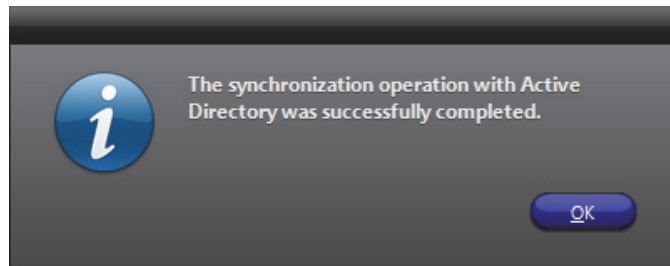 The synchronization operation with Active
Directory was successfully completed.
OK